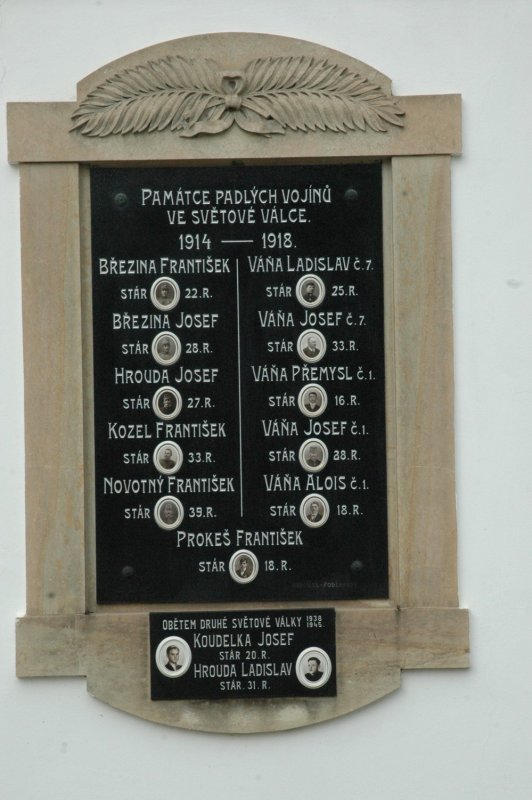 PAMÁTCE PADLÝCH VOJÍNŮ
VE SVĚTOVÉ VÁLCE.
1914 — 1918.
BŘEZINA FRANTIŠEK
STÁR 22.R.
BŘEZINA JOSEF
STÁR 28.R.
HROUDA JOSEF
STÁR 27.R.
KOZEL FRANTIŠEK
STÁR 33.R.
NOVOTNÝ FRANTIŠEK
STÁR 39.R.
VÁŇA LADISLAV č.7.
STÁR 25.R.
VÁŇA JOSEF č.7.
STÁR 33.R.
VÁŇA PŘEMYSL č.1.
STÁR 16.R.
VÁŇA JOSEF č.1.
STÁR 28.R.
VÁŇA ALOIS č.1.
STÁR 18.R.
PROKEŠ FRANTIŠEK
STÁR 18.R.
OBĚTEM DRUHÉ SVĚTOVÉ VÁLKY 1938 1945.
KOUDELKA JOSEF
STÁR 20.R.
HROUDA LADISLAV
STÁR. 31.R.